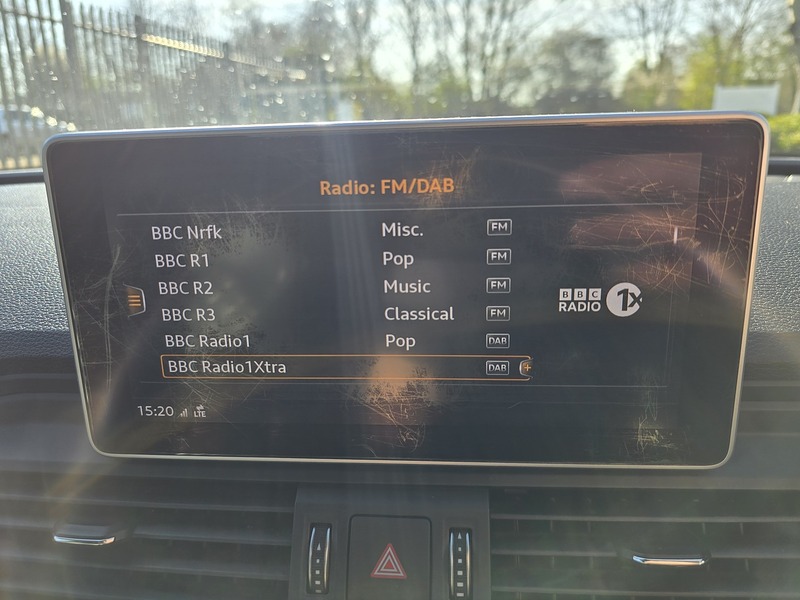 Radio: FM/DAB
BBC Nrfk Misc. FM
BBC R1 Pop FM
BBC R2 Music FM
BBC R3 Classical FM
BBC Radio1 Pop DAB
BBC Radio1Xtra DAB +
BBC
RADIO 1X
15:20 LTE